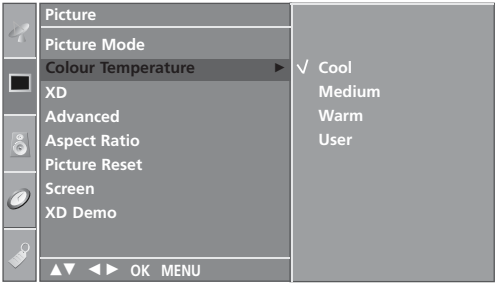 Picture
Picture Mode
Colour Temperature ►
XD
Advanced
Aspect Ratio
Picture Reset
Screen
XD Demo
▲▼ ◄► OK MENU
√ Cool
Medium
Warm
User